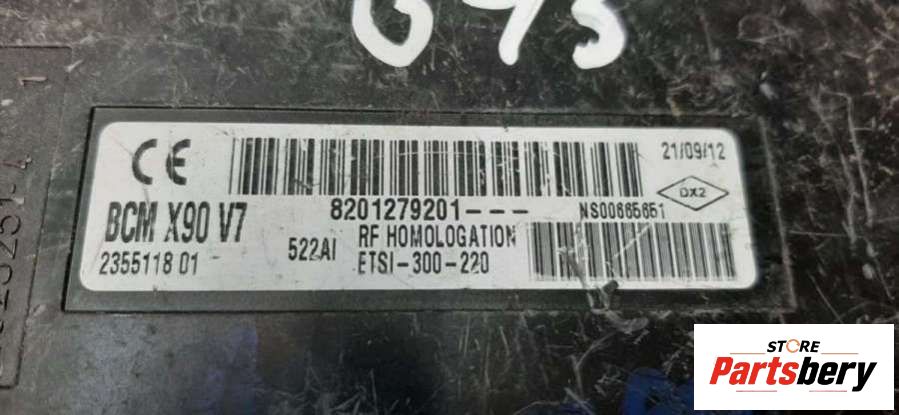 CE
21/09/12
BCM X90 V7
8201279201---
NS00665651
DX2
2355118 01 -
522AI
RF HOMOLOGATION
ETSI-300-220
STORE
Partsbery